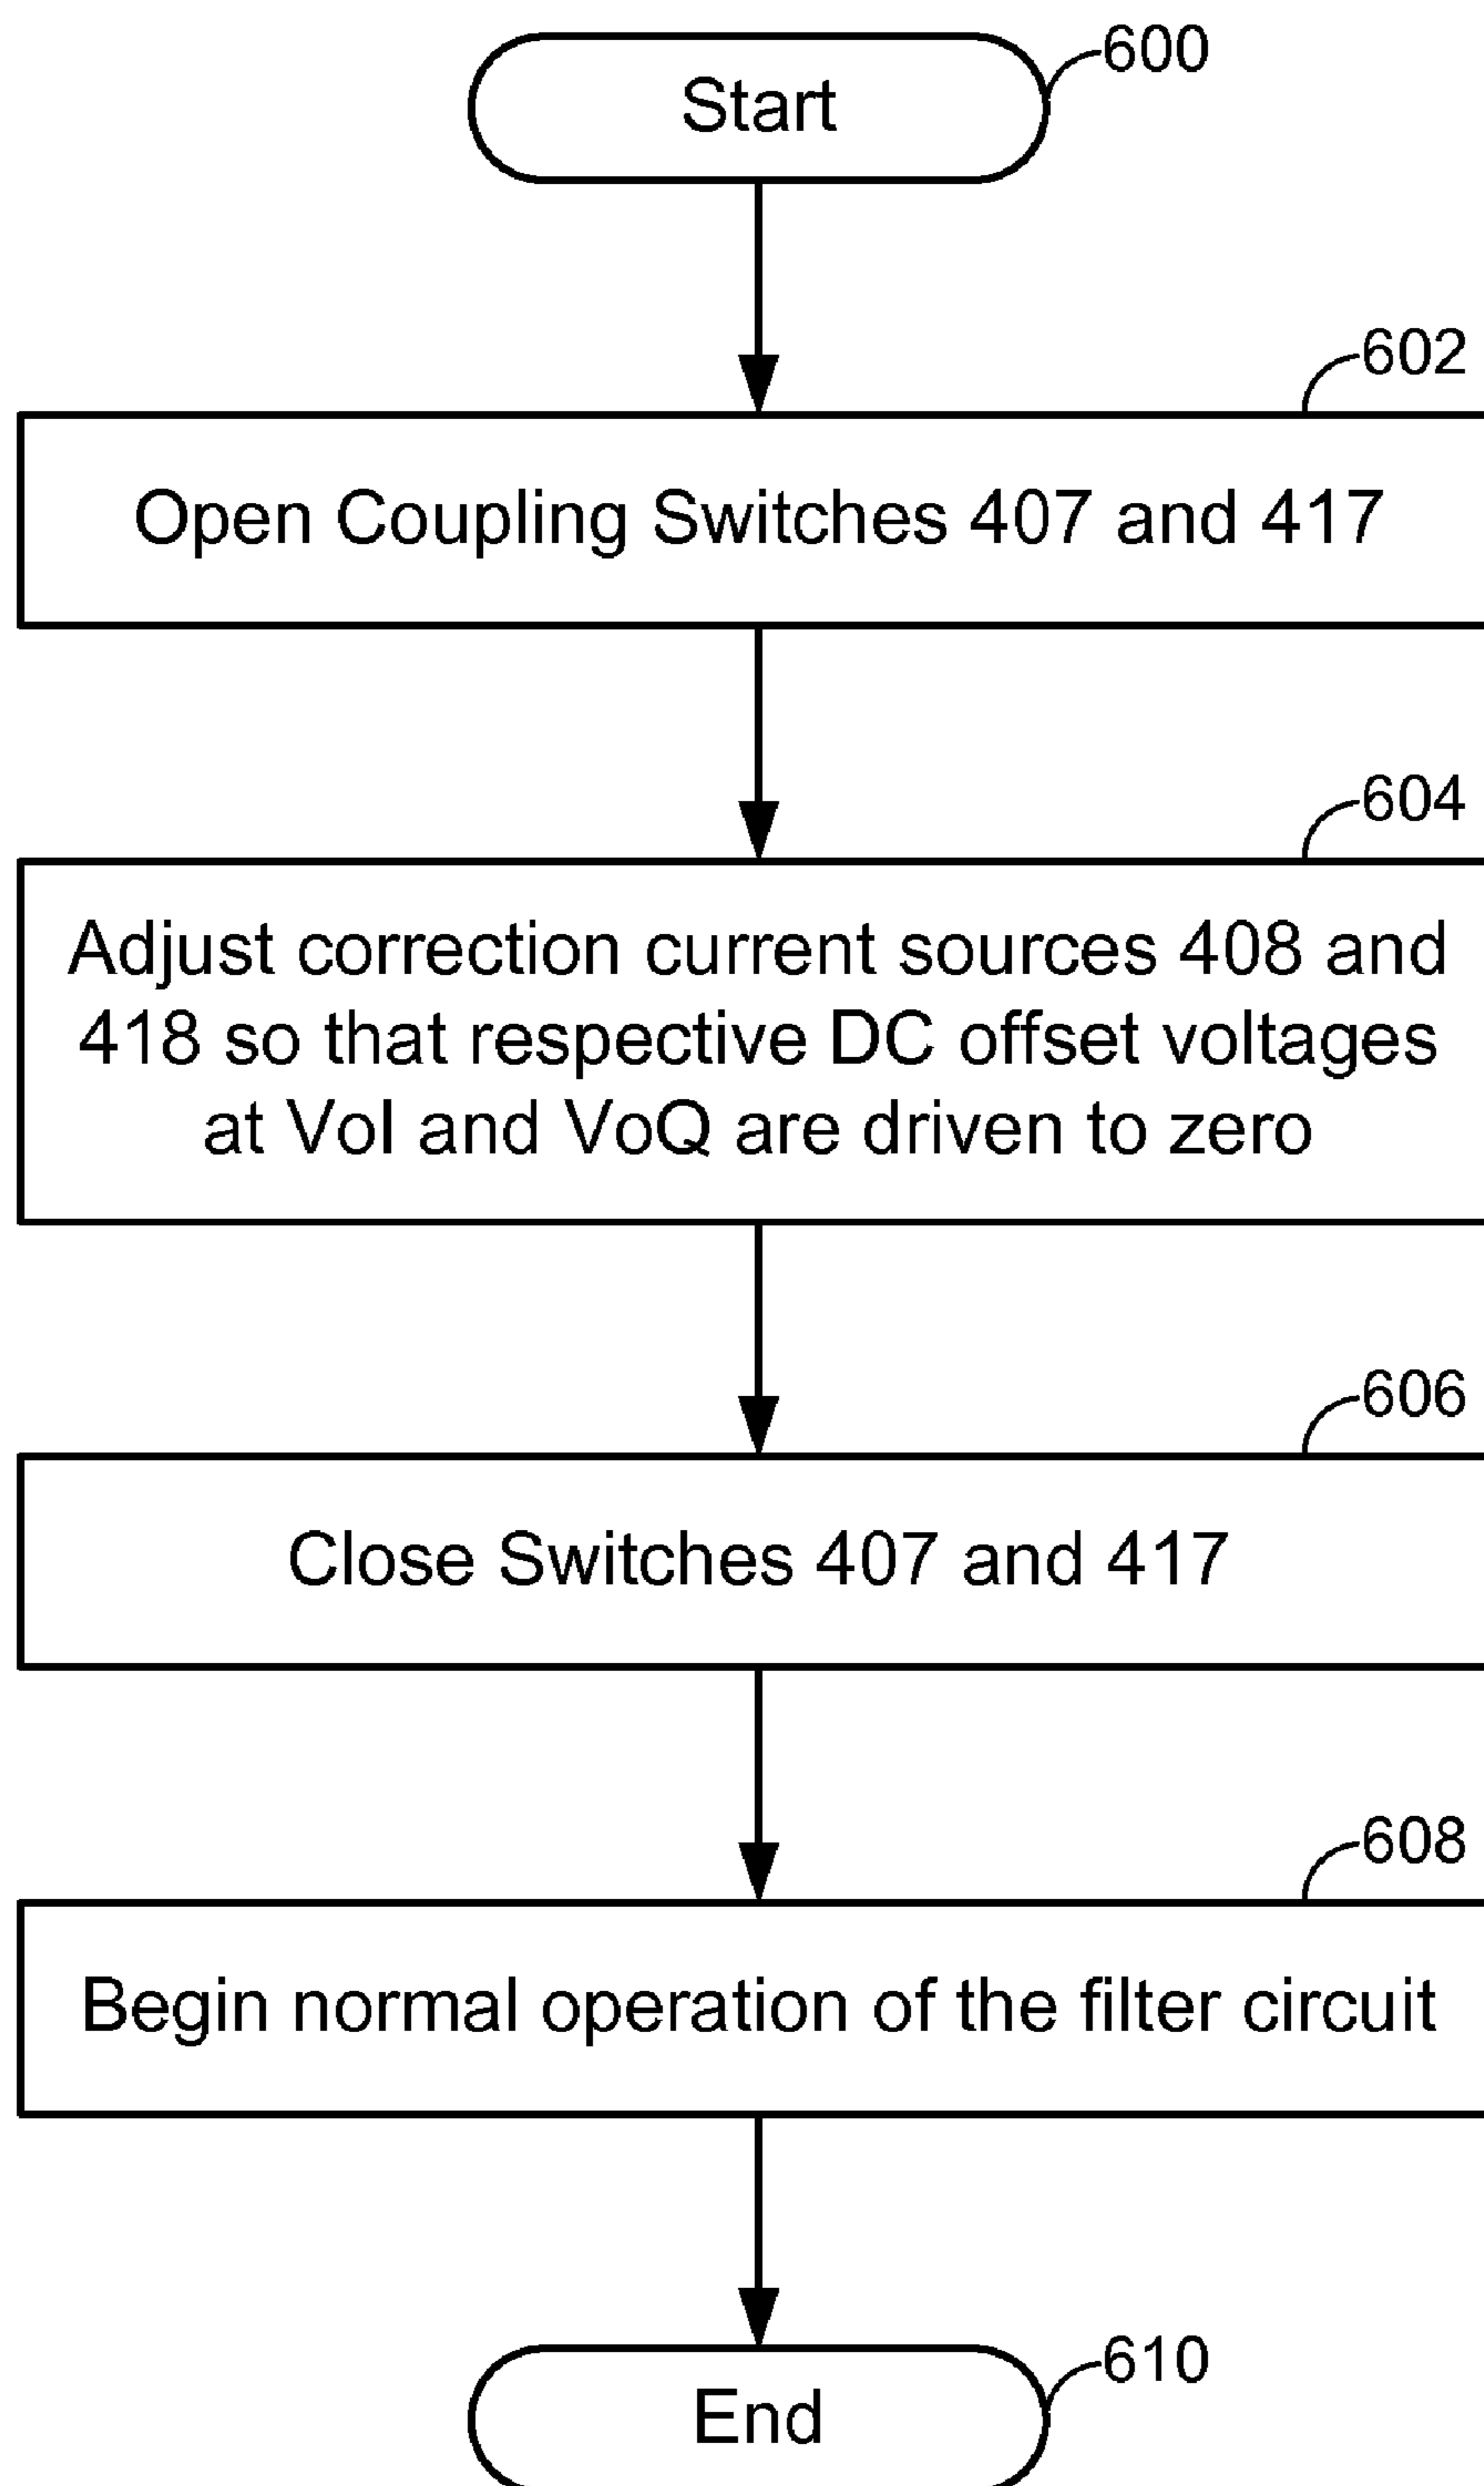 600
Start
602
Open Coupling Switches 407 and 417
604
Adjust correction current sources 408 and
418 so that respective DC offset voltages
at VoI and VoQ are driven to zero
606
Close Switches 407 and 417
608
Begin normal operation of the filter circuit
610
End